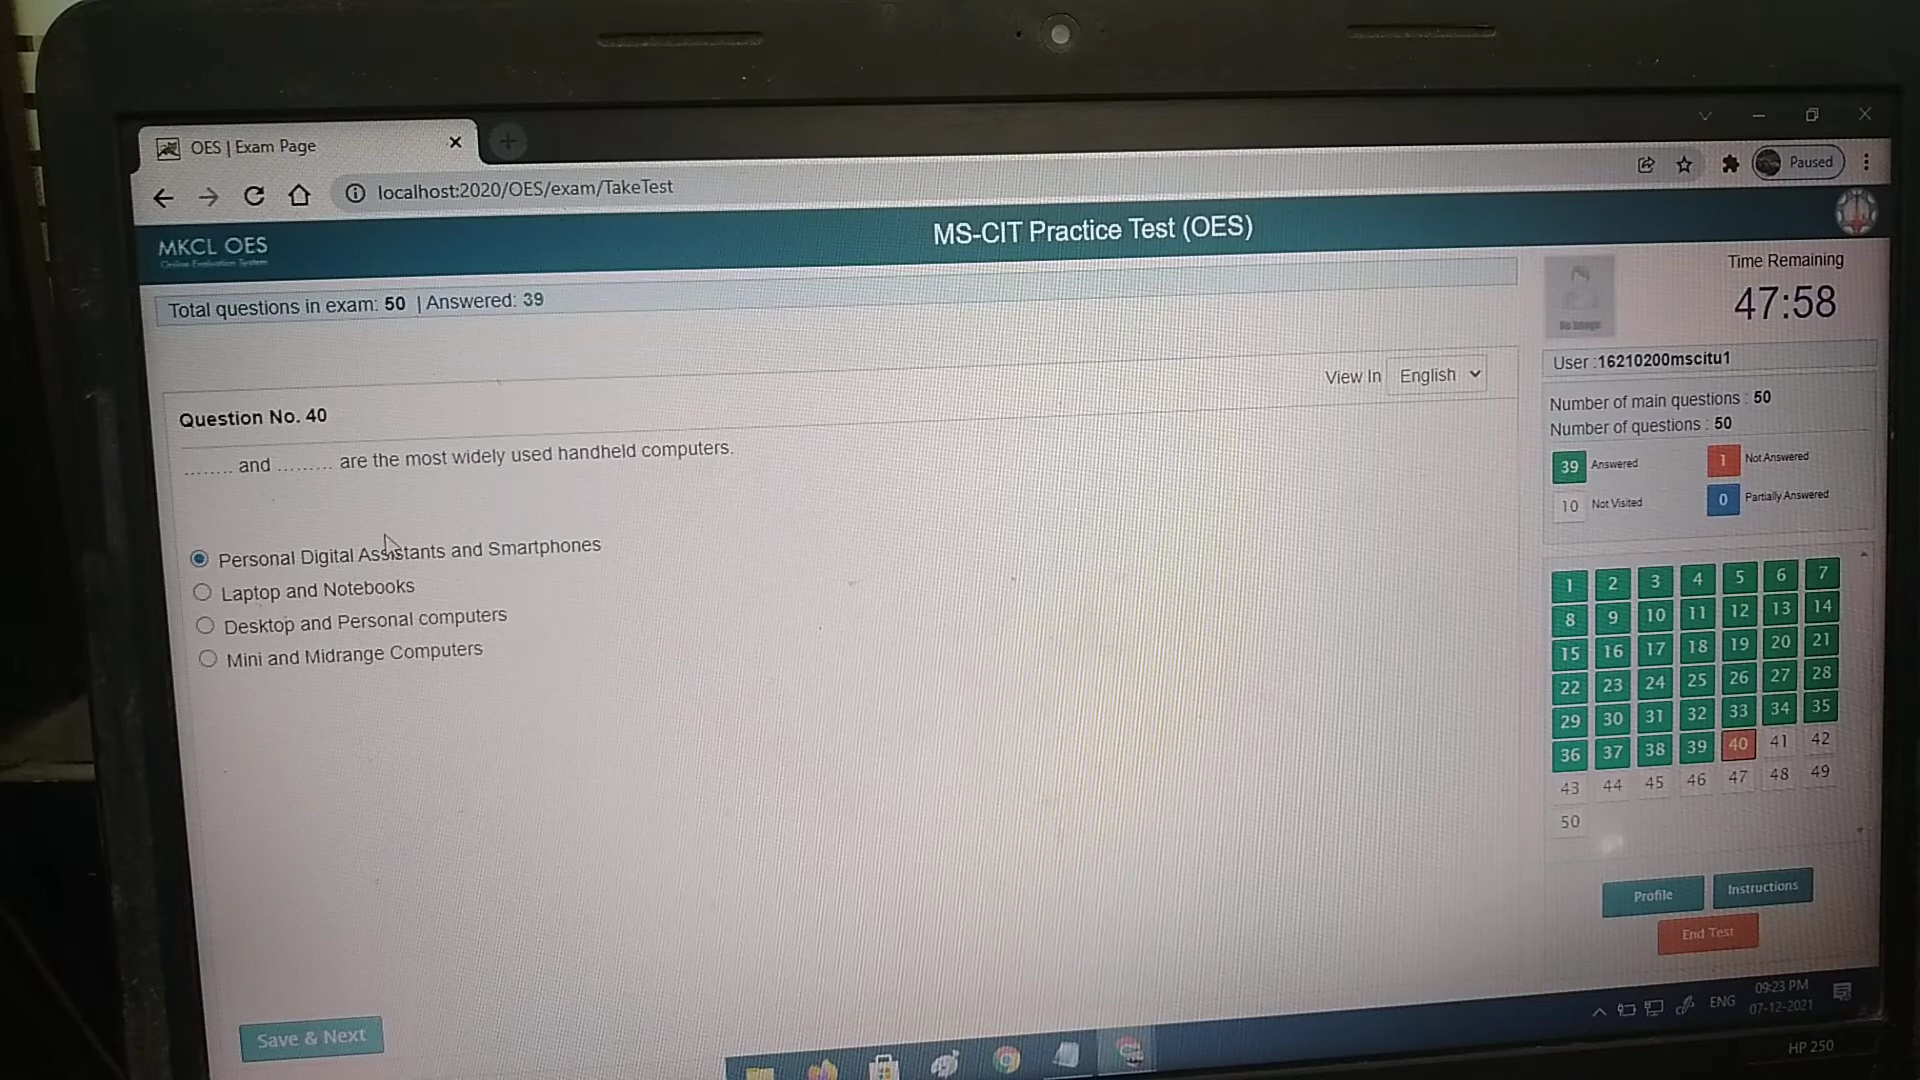 OES | Exam Page
localhost:2020/OES/exam/TakeTest
Paused
MKCL OES
Online Evaluation System
MS-CIT Practice Test (OES)
Total questions in exam: 50 | Answered: 39
Time Remaining
47:58
No Image
User :16210200mscitu1
View In English
Number of main questions : 50
Number of questions : 50
39 Answered 1 Not Answered
10 Not Visited 0 Partially Answered
Question No. 40
........ and ......... are the most widely used handheld computers.
Personal Digital Assistants and Smartphones
Laptop and Notebooks
Desktop and Personal computers
Mini and Midrange Computers
1 2 3 4 5 6 7
8 9 10 11 12 13 14
15 16 17 18 19 20 21
22 23 24 25 26 27 28
29 30 31 32 33 34 35
36 37 38 39 40 41 42
43 44 45 46 47 48 49
50
Profile Instructions
End Test
Save & Next
ENG
09:23 PM
07-12-2021
HP 250